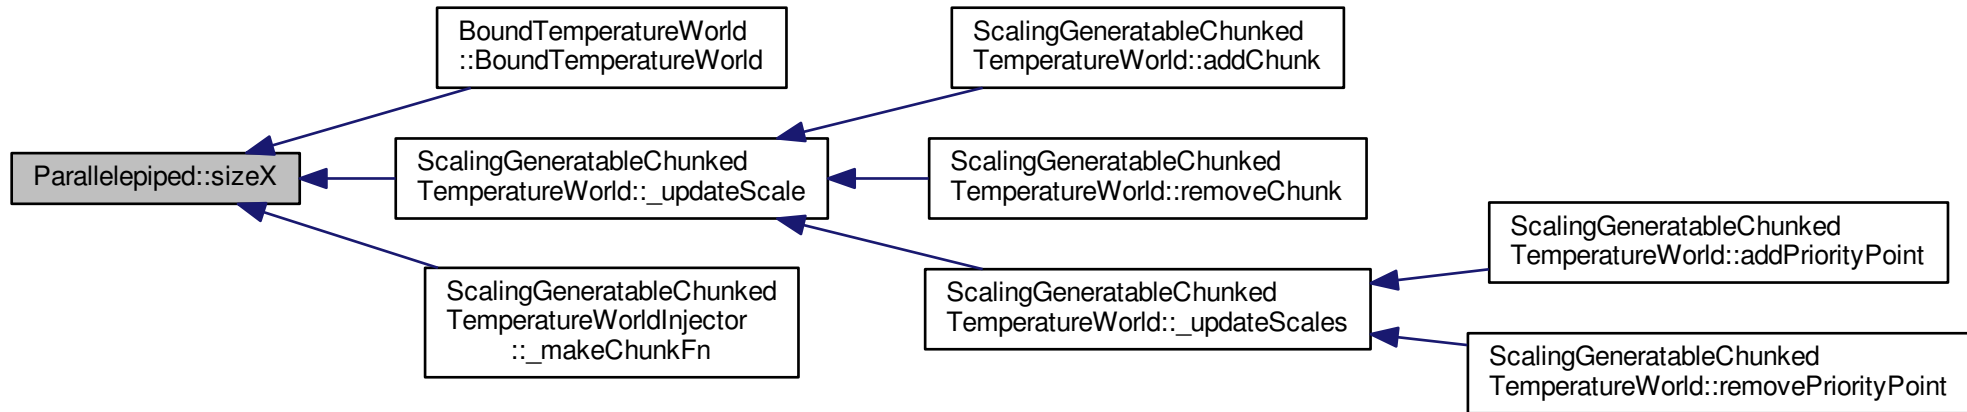 Parallelepiped::sizeX
BoundTemperatureWorld
::BoundTemperatureWorld
ScalingGeneratableChunked
TemperatureWorld::_updateScale
ScalingGeneratableChunked
TemperatureWorldInjector
::_makeChunkFn
ScalingGeneratableChunked
TemperatureWorld::addChunk
ScalingGeneratableChunked
TemperatureWorld::removeChunk
ScalingGeneratableChunked
TemperatureWorld::_updateScales
ScalingGeneratableChunked
TemperatureWorld::addPriorityPoint
ScalingGeneratableChunked
TemperatureWorld::removePriorityPoint